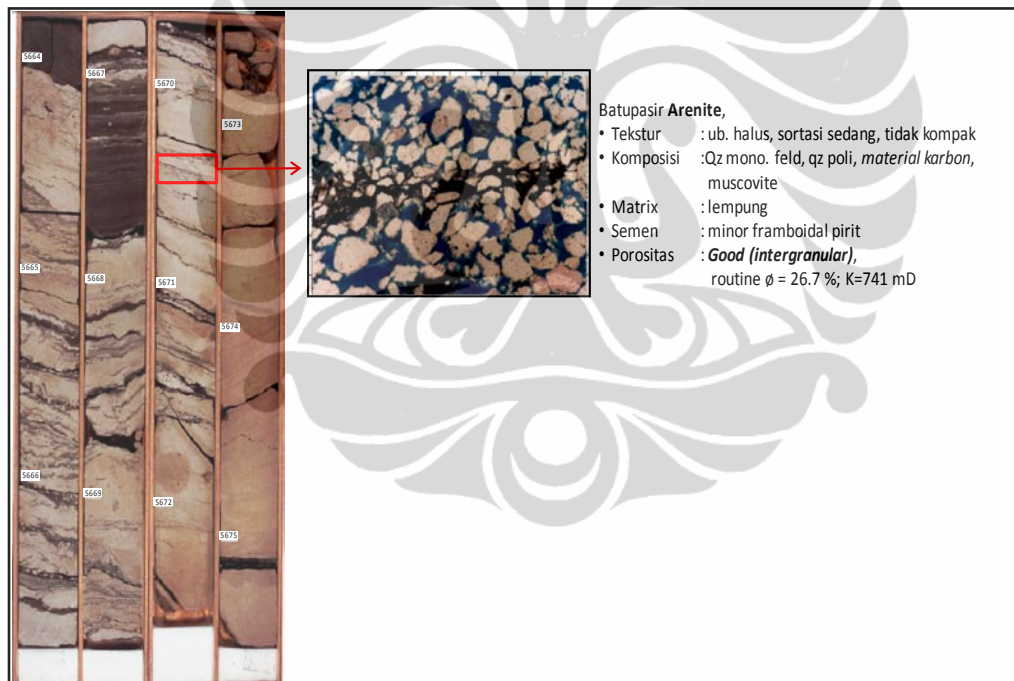 5664
5665
5666
5667
5668
5669
5670
5671
5672
5673
5674
5675
Batupasir Arenite,
• Tekstur : ub. halus, sortasi sedang, tidak kompak
• Komposisi :Qz mono. feld, qz poli, material karbon,
muscovite
• Matrix : lempung
• Semen : minor framboidal pirit
• Porositas : Good (intergranular),
routine ø = 26.7 %; K=741 mD